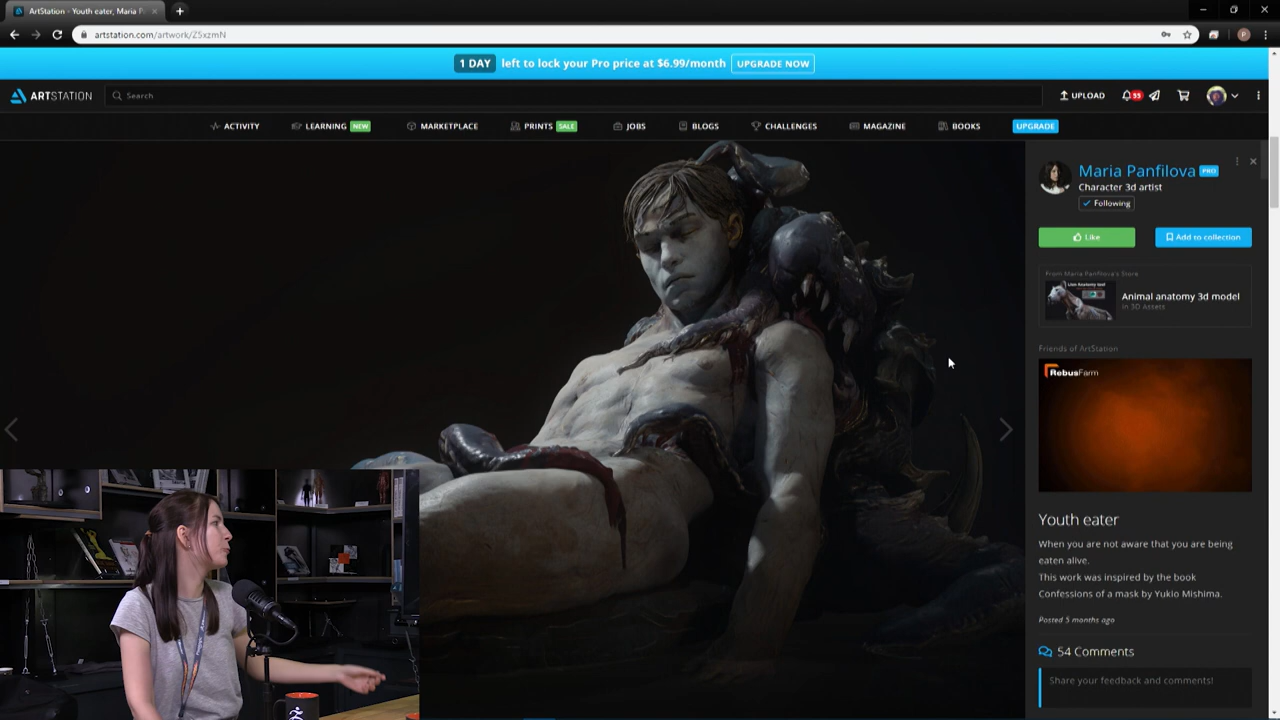 ArtStation - Youth eater, Maria P
artstation.com/artwork/Z5xzmN
P
1 DAY left to lock your Pro price at $6.99/month UPGRADE NOW
ARTSTATION
Search
UPLOAD
55
ACTIVITY
LEARNING NEW
MARKETPLACE
PRINTS SALE
JOBS
BLOGS
CHALLENGES
MAGAZINE
BOOKS
UPGRADE
Maria Panfilova PRO
Character 3d artist
Following
Like
Add to collection
From Maria Panfilova's Store
Animal anatomy 3d model
in 3D Assets
Friends of ArtStation
RebusFarm
Youth eater
When you are not aware that you are being
eaten alive.
This work was inspired by the book
Confessions of a mask by Yukio Mishima.
Posted 5 months ago
54 Comments
Share your feedback and comments!